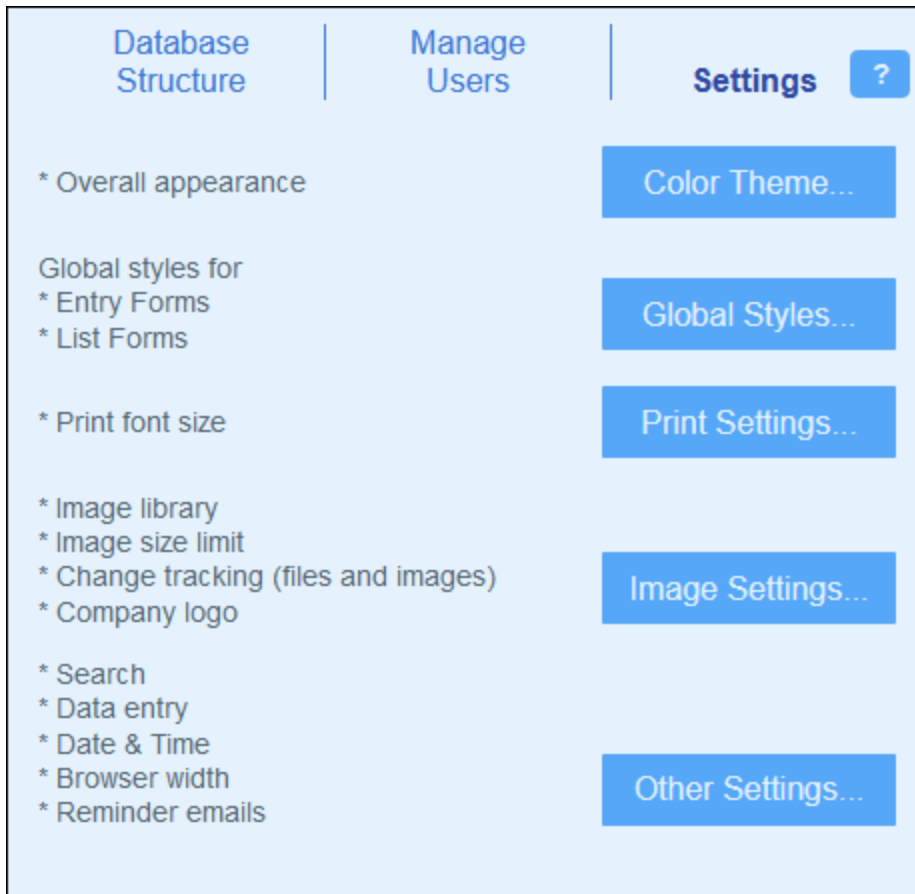 Database
Structure
Manage
Users
Settings
?
* Overall appearance
Color Theme...
Global styles for
* Entry Forms
* List Forms
Global Styles...
* Print font size
Print Settings...
* Image library
* Image size limit
* Change tracking (files and images)
* Company logo
Image Settings...
* Search
* Data entry
* Date & Time
* Browser width
* Reminder emails
Other Settings...